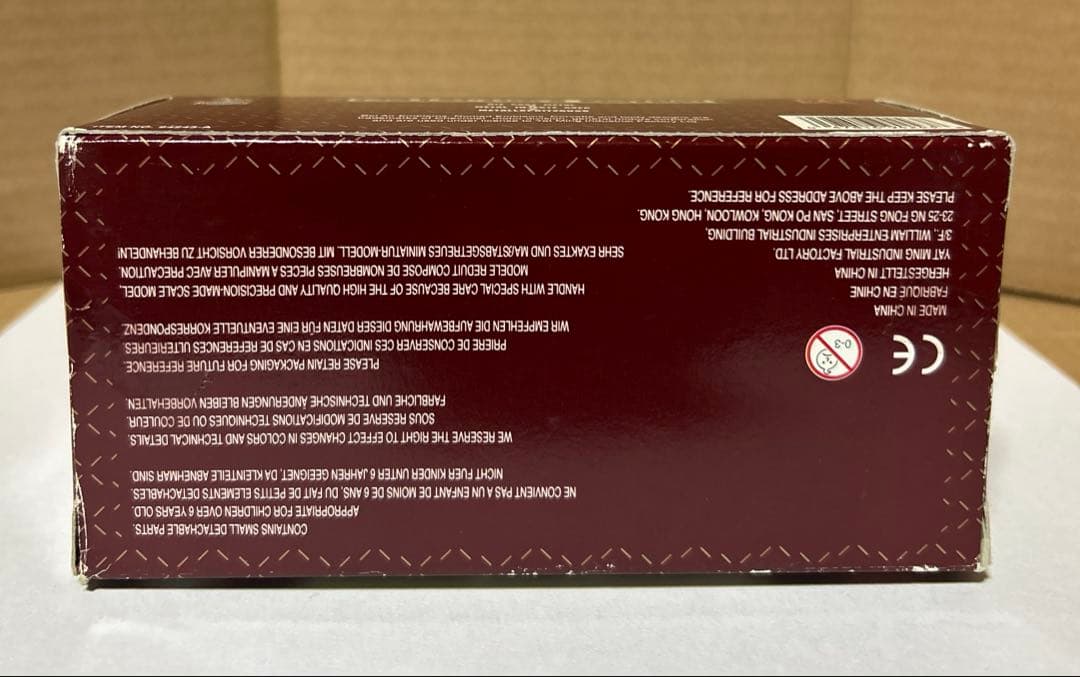 CONTAINS SMALL DETACHABLE PARTS.
APPROPRIATE FOR CHILDREN OVER 6 YEARS OLD.
NE CONVIENT PAS A UN ENFANT DE MOINS DE 6 ANS, DU FAIT DE PETITS ELEMENTS DETACHABLES.
NICHT FUER KINDER UNTER 6 JAHREN GEEIGNET, DA KLEINTEILE ABNEHMAR SIND.
WE RESERVE THE RIGHT TO EFFECT CHANGES IN COLORS AND TECHNICAL DETAILS.
SOUS RESERVE DE MODIFICATIONS TECHNIQUES OU DE COULEUR.
FARBLICHE UND TECHNISCHE ÄNDERUNGEN BLEIBEN VORBEHALTEN.
PLEASE RETAIN PACKAGING FOR FUTURE REFERENCE
PRIERE DE CONSERVER CES INDICATIONS EN CAS DE REFERENCES ULTERIEURES.
WIR EMPFEHLEN DIE AUFBEWAHRUNG DIESER DATEN FÜR EINE EVENTUELLE KORRESPONDENZ
HANDLE WITH SPECIAL CARE BECAUSE OF THE HIGH QUALITY AND PRECISION-MADE SCALE MODEL.
MODELE REDUIT COMPOSE DE NOMBREUSES PIECES A MANIPULER AVEC PRECAUTION.
SEHR EXAKTES UND MAßSTABSGETREUES MINIATUR-MODELL. MIT BESONDERER VORSICHT ZU BEHANDELN!
CE
0-3
MADE IN CHINA
FABRIQUE EN CHINE
HERGESTELLT IN CHINA
YAT MING INDUSTRIAL FACTORY LTD.
3/F., WILLIAM ENTERPRISES INDUSTRIAL BUILDING,
23-25 NG FONG STREET, SAN PO KONG, KOWLOON, HONG KONG.
PLEASE KEEP THE ABOVE ADDRESS FOR REFERENCE.